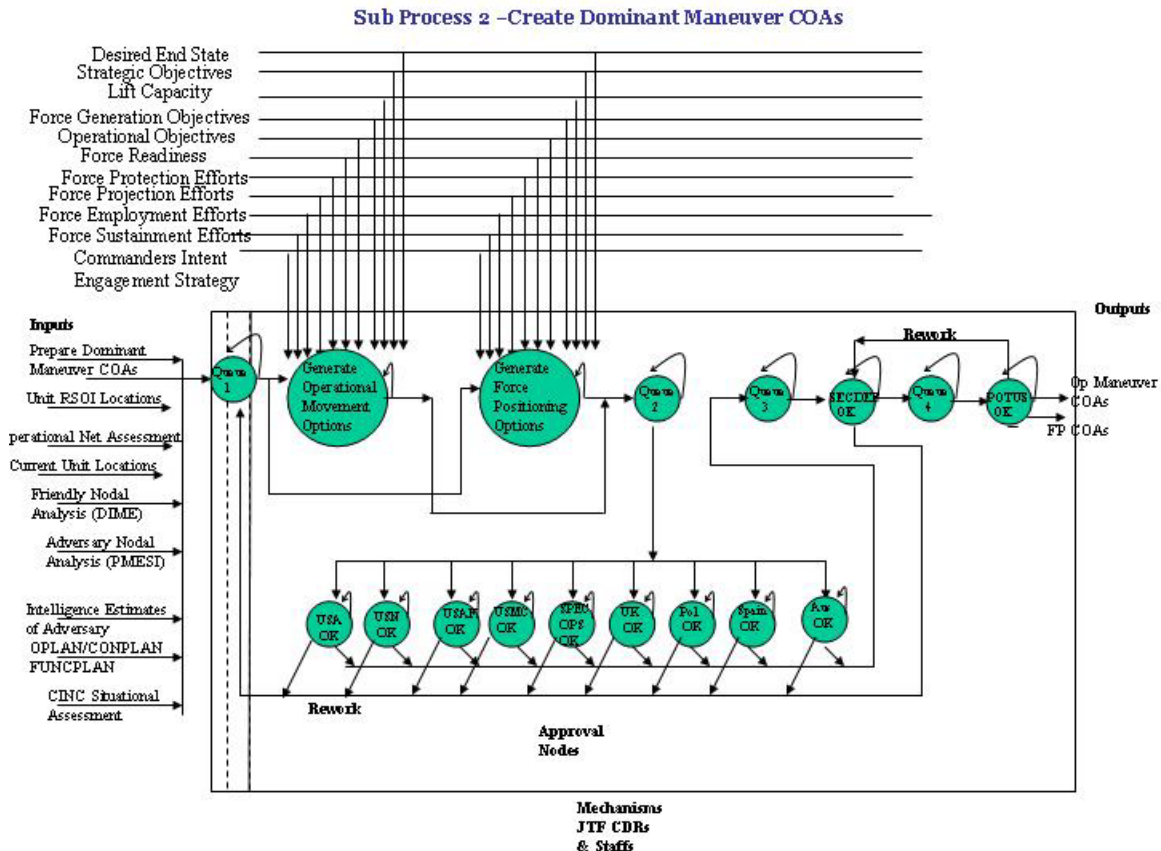 Sub Process 2 –Create Dominant Maneuver COAs
Desired End State
Strategic Objectives
Lift Capacity
Force Generation Objectives
Operational Objectives
Force Readiness
Force Protection Efforts
Force Projection Efforts
Force Employment Efforts
Force Sustainment Efforts
Commanders Intent
Engagement Strategy
Inputs
Prepare Dominant
Maneuver COAs
Unit RSOI Locations
perational Net Assessment
Current Unit Locations
Friendly Nodal
Analysis (DIME)
Adversary Nodal
Analysis (PMESI)
Intelligence Estimates
of Adversary
OPLAN/CONPLAN
FUNCPLAN
CINC Situational
Assessment
Queue
1
Generate
Operational
Movement
Options
Generate
Force
Positioning
Options
Queue
2
Queue
3
SECDEF
OK
Queue
4
POTUS
OK
Rework
Outputs
Op Maneuver
COAs
FP COAs
USA
OK
USN
OK
USAF
OK
USMC
OK
SPEC
OPS
OK
UK
OK
Pol
OK
Spain
OK
Aus
OK
Rework
Approval
Nodes
Mechanisms
JTF CDRs
& Staffs